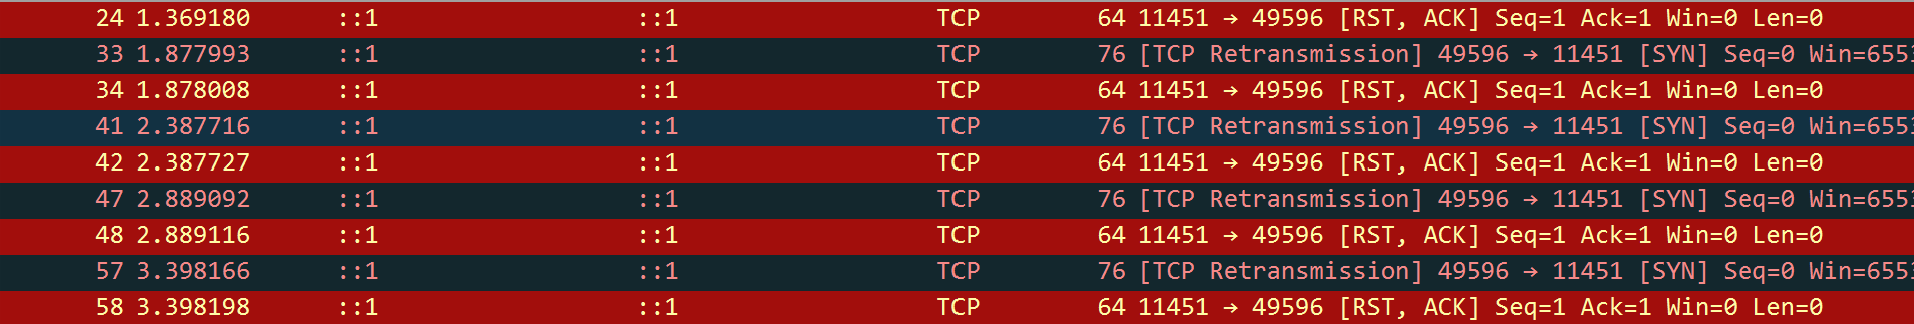 24 1.369180 ::1 ::1 TCP 64 11451 → 49596 [RST, ACK] Seq=1 Ack=1 Win=0 Len=0
33 1.877993 ::1 ::1 TCP 76 [TCP Retransmission] 49596 → 11451 [SYN] Seq=0 Win=6553
34 1.878008 ::1 ::1 TCP 64 11451 → 49596 [RST, ACK] Seq=1 Ack=1 Win=0 Len=0
41 2.387716 ::1 ::1 TCP 76 [TCP Retransmission] 49596 → 11451 [SYN] Seq=0 Win=6553
42 2.387727 ::1 ::1 TCP 64 11451 → 49596 [RST, ACK] Seq=1 Ack=1 Win=0 Len=0
47 2.889092 ::1 ::1 TCP 76 [TCP Retransmission] 49596 → 11451 [SYN] Seq=0 Win=6553
48 2.889116 ::1 ::1 TCP 64 11451 → 49596 [RST, ACK] Seq=1 Ack=1 Win=0 Len=0
57 3.398166 ::1 ::1 TCP 76 [TCP Retransmission] 49596 → 11451 [SYN] Seq=0 Win=6553
58 3.398198 ::1 ::1 TCP 64 11451 → 49596 [RST, ACK] Seq=1 Ack=1 Win=0 Len=0